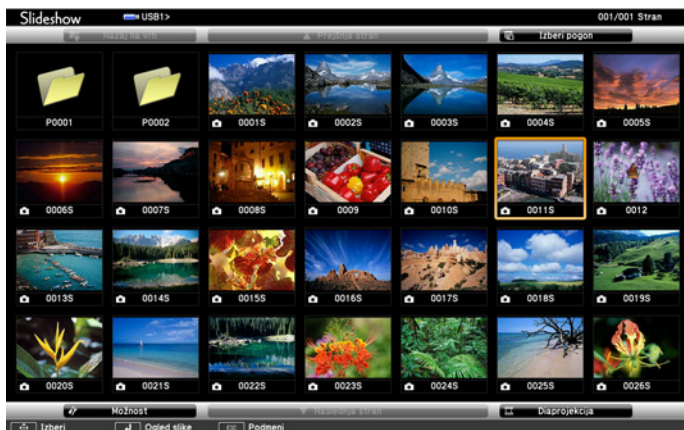 Slideshow USB1> 001/001 Stran
Nazaj na vrh Prejšnja stran Izberi pogon
P0001 P0002 0001S 0002S 0003S 0004S 0005S
0006S 0007S 0008S 0009 0010S 0011S 0012
0013S 0014S 0015S 0016S 0017S 0018S 0019S
0020S 0021S 0022S 0023S 0024S 0025S 0026S
Možnost Naslednja stran Diaprojekcija
Izberi Ogled slike Esc Podmeni